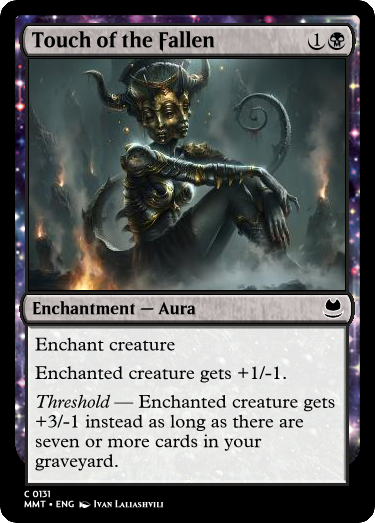 Touch of the Fallen 1
Enchantment — Aura
Enchant creature
Enchanted creature gets +1/-1.
Threshold — Enchanted creature gets
+3/-1 instead as long as there are
seven or more cards in your
graveyard.
C 0131
MMT • ENG Ivan Laliashvili